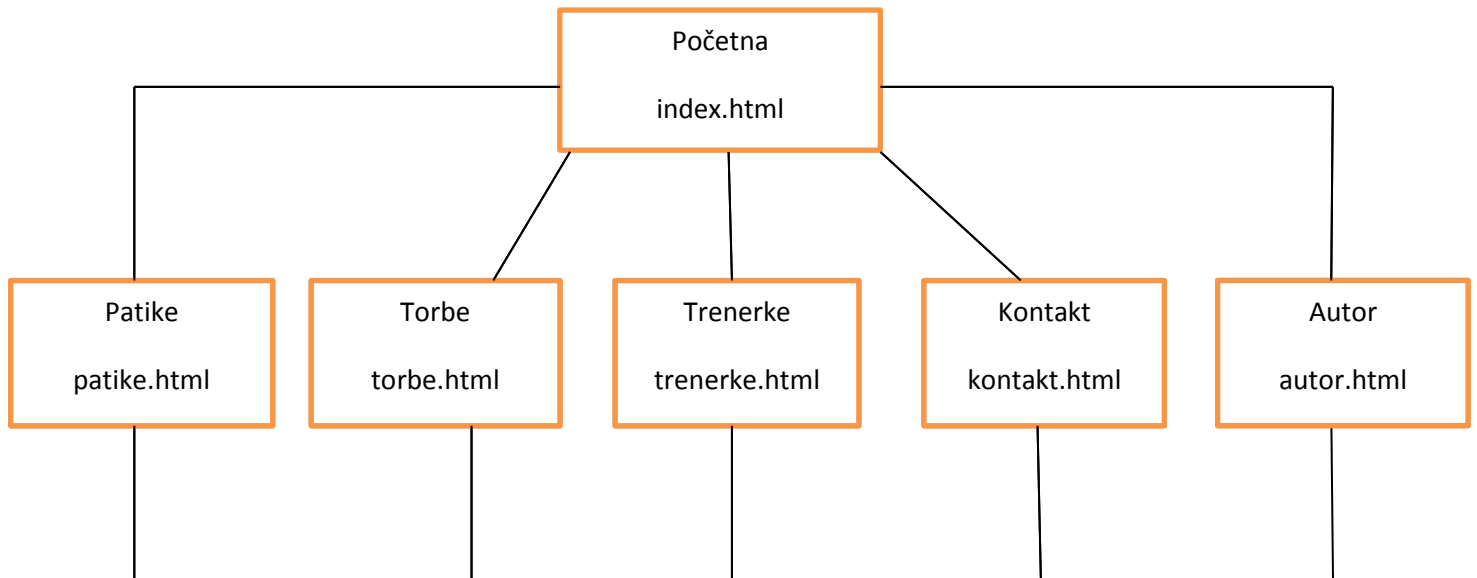 Početna
index.html
Patike
patike.html
Torbe
torbe.html
Trenerke
trenerke.html
Kontakt
kontakt.html
Autor
autor.html